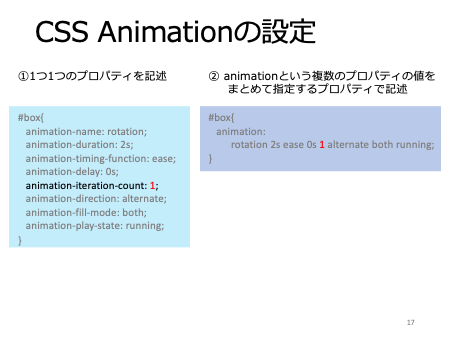 CSS Animationの設定
①1つ1つのプロパティを記述
#box{
animation-name: rotation;
animation-duration: 2s;
animation-timing-function: ease;
animation-delay: 0s;
animation-iteration-count: 1;
animation-direction: alternate;
animation-fill-mode: both;
animation-play-state: running;
}
② animationという複数のプロパティの値を
まとめて指定するプロパティで記述
#box{
animation:
rotation 2s ease 0s 1 alternate both running;
}
17